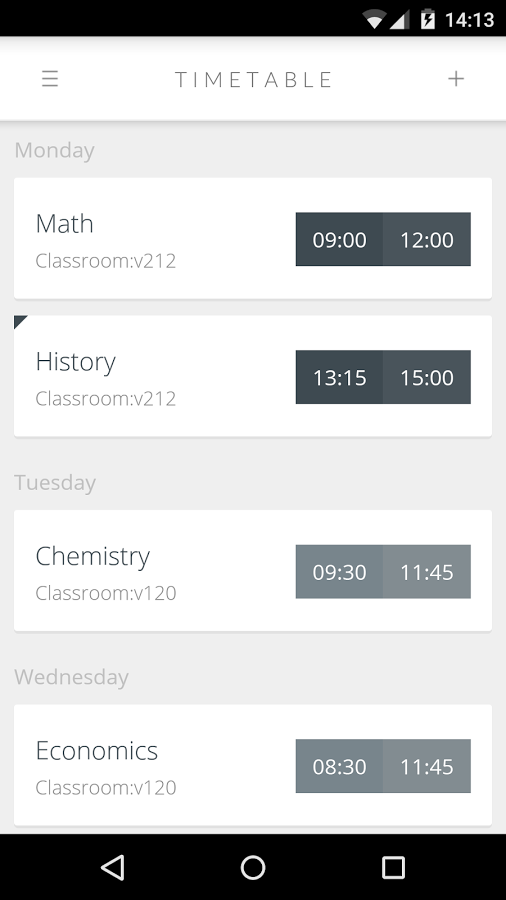 14:13
TIMETABLE
Monday
Math
Classroom:v212
09:00 12:00
History
Classroom:v212
13:15 15:00
Tuesday
Chemistry
Classroom:v120
09:30 11:45
Wednesday
Economics
Classroom:v120
08:30 11:45